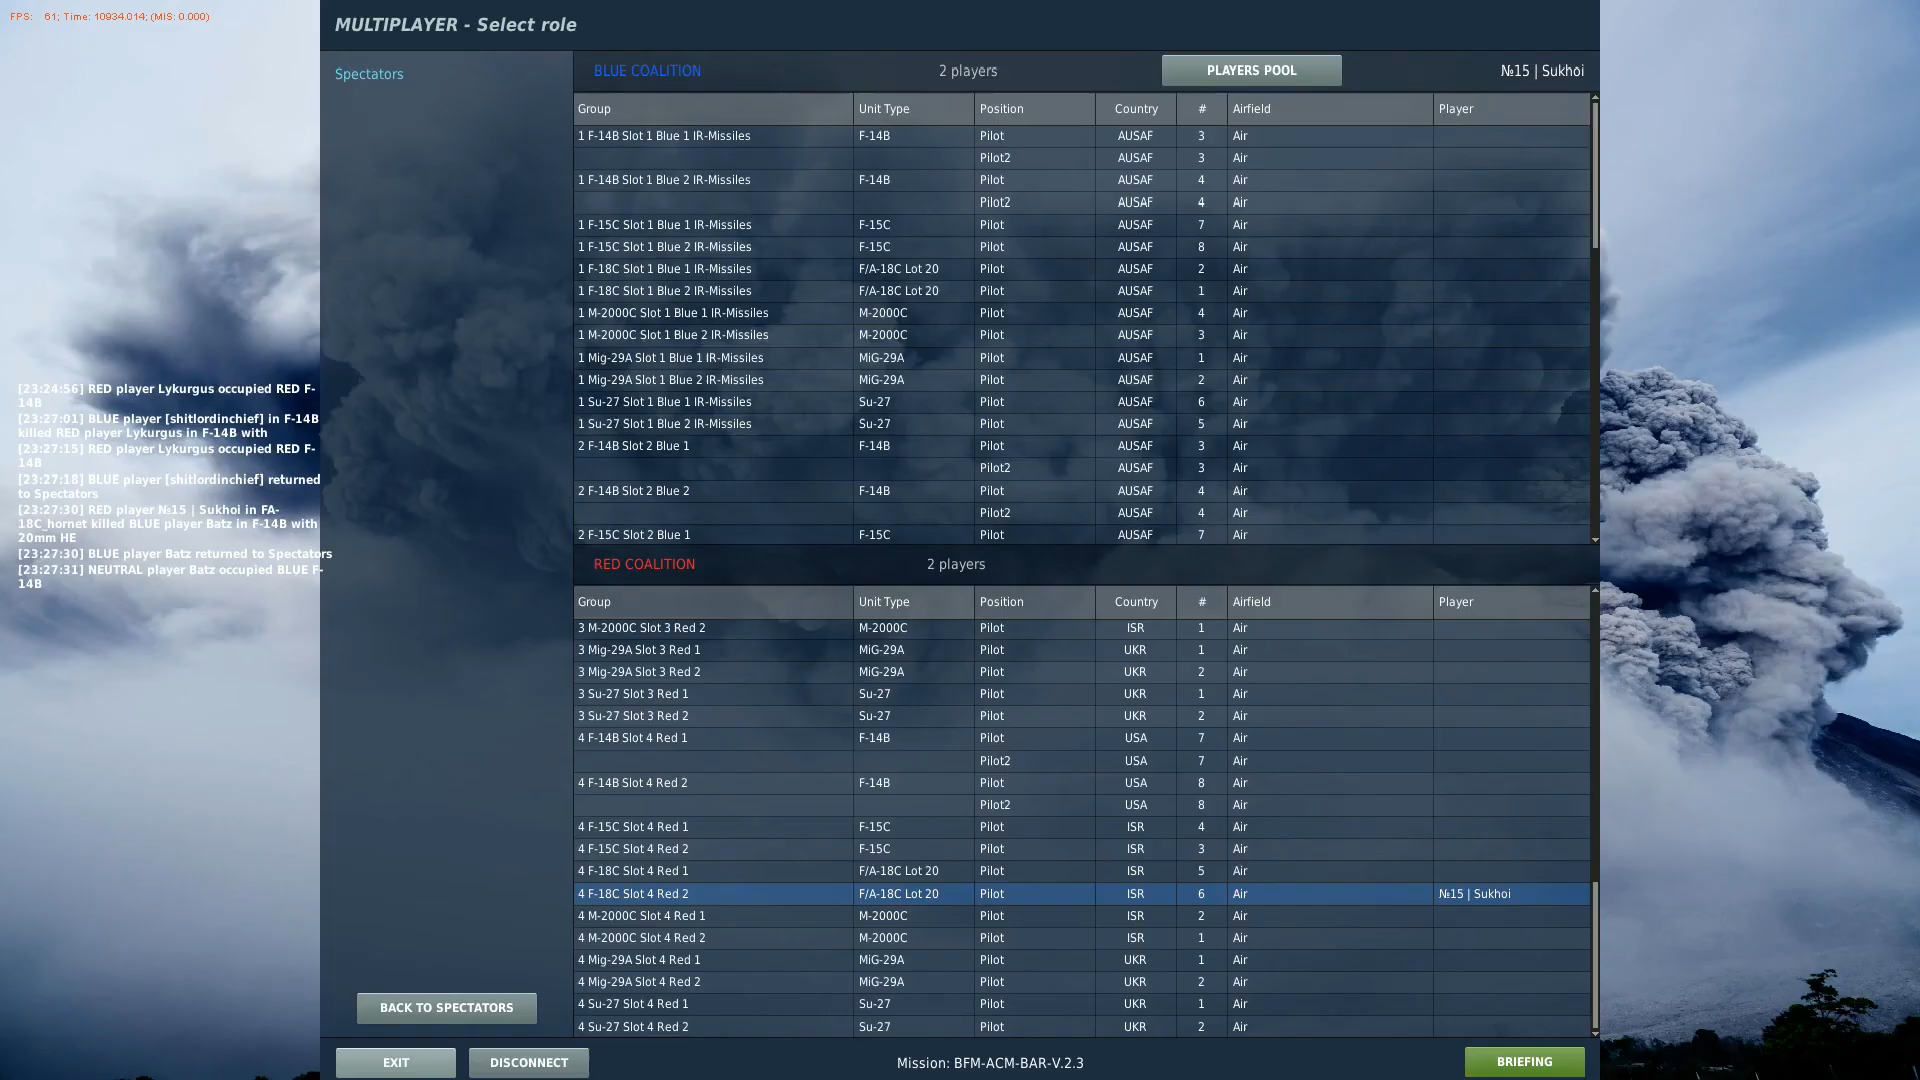 FPS: 61; Time: 10934.014; (MIS: 0.000)
MULTIPLAYER - Select role
Spectators
BLUE COALITION 2 players PLAYERS POOL №15 | Sukhoi
Group Unit Type Position Country # Airfield Player
1 F-14B Slot 1 Blue 1 IR-Missiles F-14B Pilot AUSAF 3 Air
Pilot2 AUSAF 3 Air
1 F-14B Slot 1 Blue 2 IR-Missiles F-14B Pilot AUSAF 4 Air
Pilot2 AUSAF 4 Air
1 F-15C Slot 1 Blue 1 IR-Missiles F-15C Pilot AUSAF 7 Air
1 F-15C Slot 1 Blue 2 IR-Missiles F-15C Pilot AUSAF 8 Air
1 F-18C Slot 1 Blue 1 IR-Missiles F/A-18C Lot 20 Pilot AUSAF 2 Air
1 F-18C Slot 1 Blue 2 IR-Missiles F/A-18C Lot 20 Pilot AUSAF 1 Air
1 M-2000C Slot 1 Blue 1 IR-Missiles M-2000C Pilot AUSAF 4 Air
1 M-2000C Slot 1 Blue 2 IR-Missiles M-2000C Pilot AUSAF 3 Air
1 Mig-29A Slot 1 Blue 1 IR-Missiles MiG-29A Pilot AUSAF 1 Air
1 Mig-29A Slot 1 Blue 2 IR-Missiles MiG-29A Pilot AUSAF 2 Air
1 Su-27 Slot 1 Blue 1 IR-Missiles Su-27 Pilot AUSAF 6 Air
1 Su-27 Slot 1 Blue 2 IR-Missiles Su-27 Pilot AUSAF 5 Air
2 F-14B Slot 2 Blue 1 F-14B Pilot AUSAF 3 Air
Pilot2 AUSAF 3 Air
2 F-14B Slot 2 Blue 2 F-14B Pilot AUSAF 4 Air
Pilot2 AUSAF 4 Air
2 F-15C Slot 2 Blue 1 F-15C Pilot AUSAF 7 Air
[23:24:56] RED player Lykurgus occupied RED F-
14B
[23:27:01] BLUE player [shitlordinchief] in F-14B
killed RED player Lykurgus in F-14B with
[23:27:15] RED player Lykurgus occupied RED F-
14B
[23:27:18] BLUE player [shitlordinchief] returned
to Spectators
[23:27:30] RED player №15 | Sukhoi in FA-
18C_hornet killed BLUE player Batz in F-14B with
20mm HE
[23:27:30] BLUE player Batz returned to Spectators
[23:27:31] NEUTRAL player Batz occupied BLUE F-
14B
RED COALITION 2 players
Group Unit Type Position Country # Airfield Player
3 M-2000C Slot 3 Red 2 M-2000C Pilot ISR 1 Air
3 Mig-29A Slot 3 Red 1 MiG-29A Pilot UKR 1 Air
3 Mig-29A Slot 3 Red 2 MiG-29A Pilot UKR 2 Air
3 Su-27 Slot 3 Red 1 Su-27 Pilot UKR 1 Air
3 Su-27 Slot 3 Red 2 Su-27 Pilot UKR 2 Air
4 F-14B Slot 4 Red 1 F-14B Pilot USA 7 Air
Pilot2 USA 7 Air
4 F-14B Slot 4 Red 2 F-14B Pilot USA 8 Air
Pilot2 USA 8 Air
4 F-15C Slot 4 Red 1 F-15C Pilot ISR 4 Air
4 F-15C Slot 4 Red 2 F-15C Pilot ISR 3 Air
4 F-18C Slot 4 Red 1 F/A-18C Lot 20 Pilot ISR 5 Air
4 F-18C Slot 4 Red 2 F/A-18C Lot 20 Pilot ISR 6 Air №15 | Sukhoi
4 M-2000C Slot 4 Red 1 M-2000C Pilot ISR 2 Air
4 M-2000C Slot 4 Red 2 M-2000C Pilot ISR 1 Air
4 Mig-29A Slot 4 Red 1 MiG-29A Pilot UKR 1 Air
4 Mig-29A Slot 4 Red 2 MiG-29A Pilot UKR 2 Air
4 Su-27 Slot 4 Red 1 Su-27 Pilot UKR 1 Air
4 Su-27 Slot 4 Red 2 Su-27 Pilot UKR 2 Air
BACK TO SPECTATORS
EXIT DISCONNECT Mission: BFM-ACM-BAR-V.2.3 BRIEFING